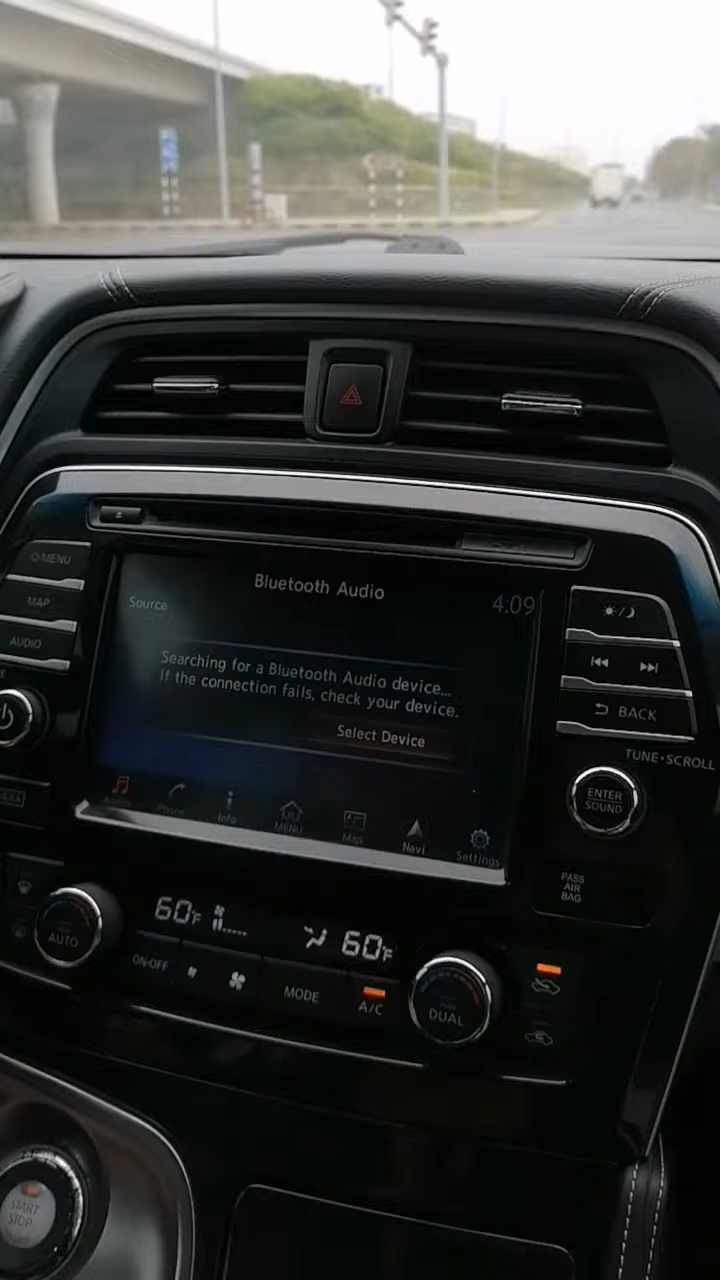 MENU
MAP
AUDIO
Bluetooth Audio
Source
4:09
Searching for a Bluetooth Audio device...
If the connection fails, check your device.
Select Device
Audio
Phone
Info
MENU
Map
Navi
Settings
BACK
TUNE·SCROLL
ENTER
SOUND
PASS
AIR
BAG
AUTO
60°F
60°F
ON-OFF
MODE
A/C
DUAL
START
STOP